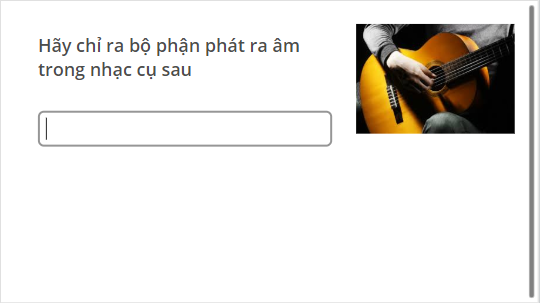 Hãy chỉ ra bộ phận phát ra âm
trong nhạc cụ sau